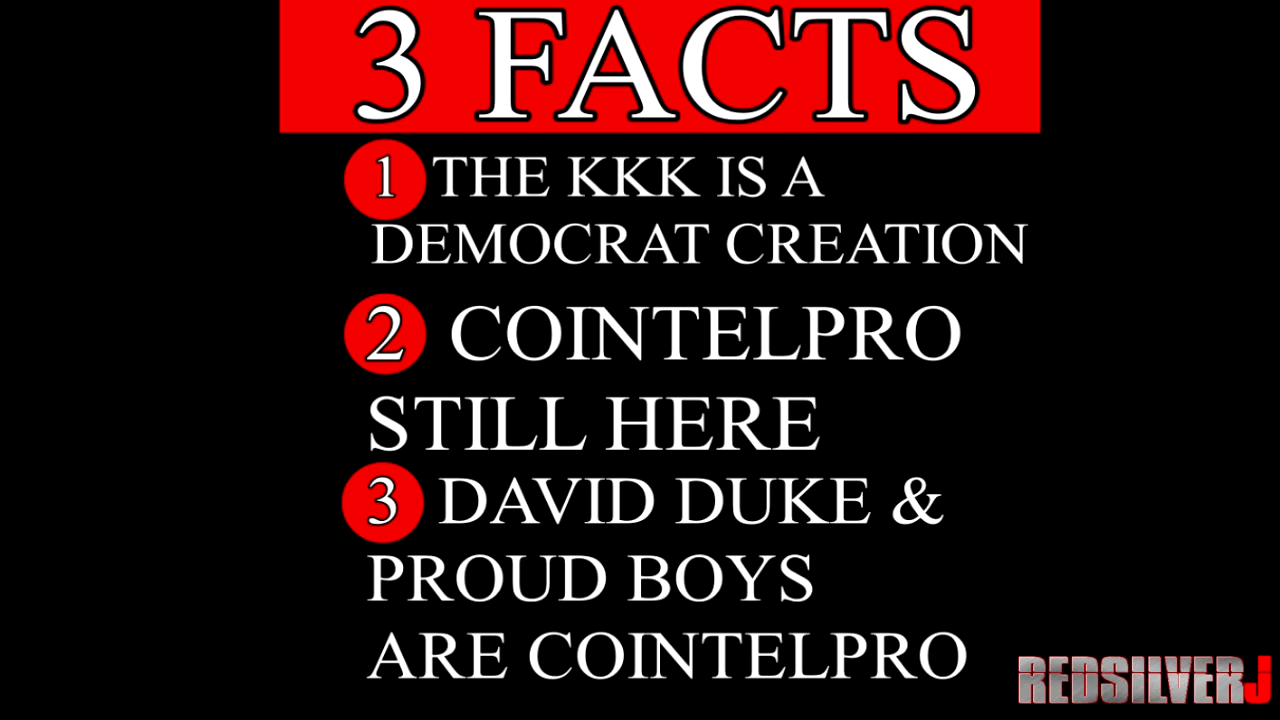 3 FACTS
1 THE KKK IS A
DEMOCRAT CREATION
2 COINTELPRO
STILL HERE
3 DAVID DUKE &
PROUD BOYS
ARE COINTELPRO
REDSILVERJ